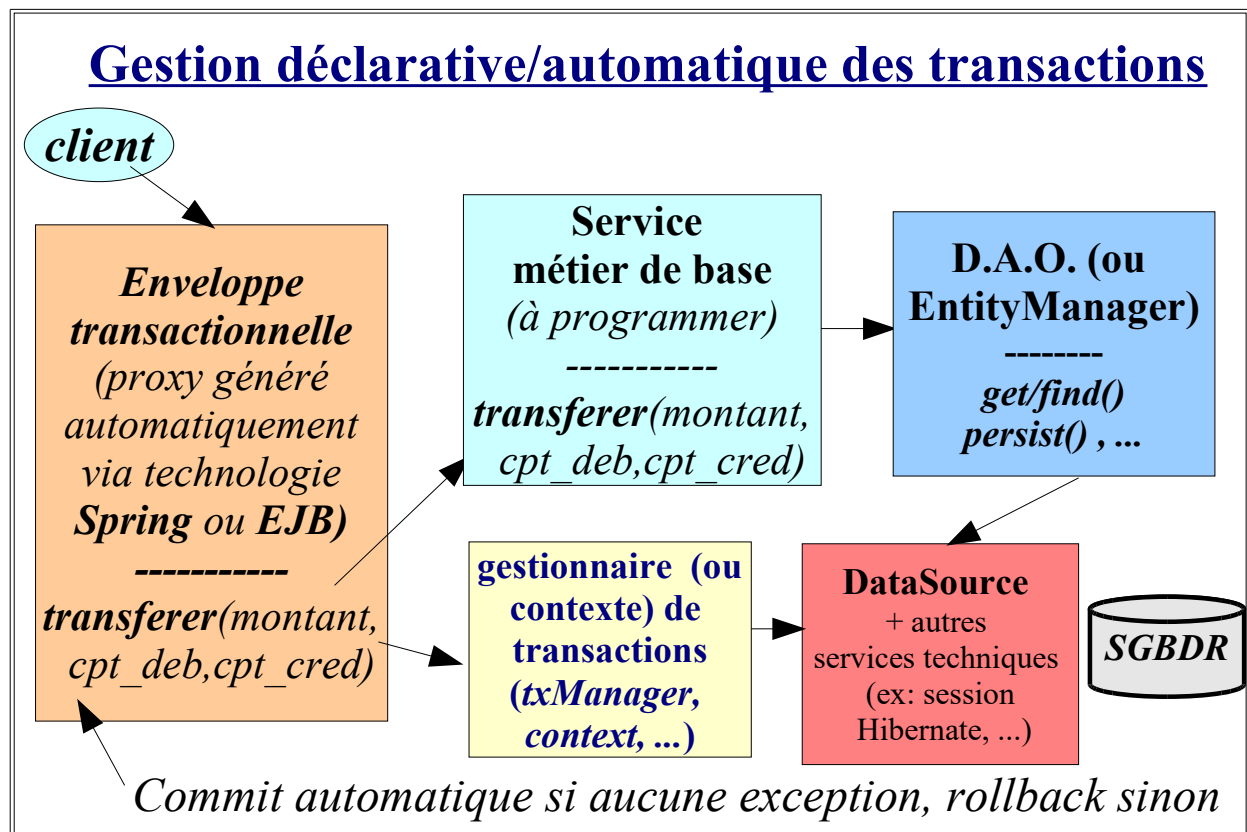 Gestion déclarative/automatique des transactions
client
Enveloppe
transactionnelle
(proxy généré
automatiquement
via technologie
Spring ou EJB)
-----------
transferer(montant,
cpt_deb,cpt_cred)
Service
métier de base
(à programmer)
-----------
transferer(montant,
cpt_deb,cpt_cred)
D.A.O. (ou
EntityManager)
--------
get/find()
persist() , ...
gestionnaire (ou
contexte) de
transactions
(txManager,
context, ...)
DataSource
+ autres
services techniques
(ex: session
Hibernate, ...)
SGBDR
Commit automatique si aucune exception, rollback sinon